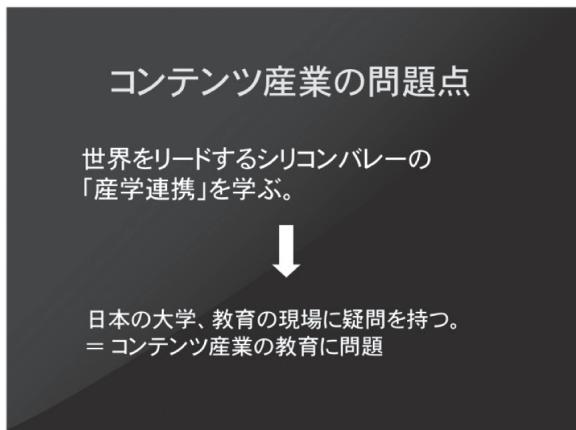 コンテンツ産業の問題点
世界をリードするシリコンバレーの
「産学連携」を学ぶ。
日本の大学、教育の現場に疑問を持つ。
＝ コンテンツ産業の教育に問題